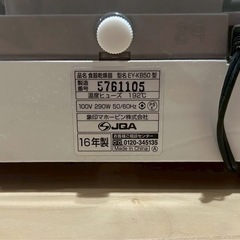 品名 食器乾燥器 型名 EY-KB50 型
製造番号 5761105
温度ヒューズ 192℃
100V 290W 50/60Hz
象印マホービン株式会社
JQA
16年製
お客様ご相談センター
0120-345135
Made in China (A)